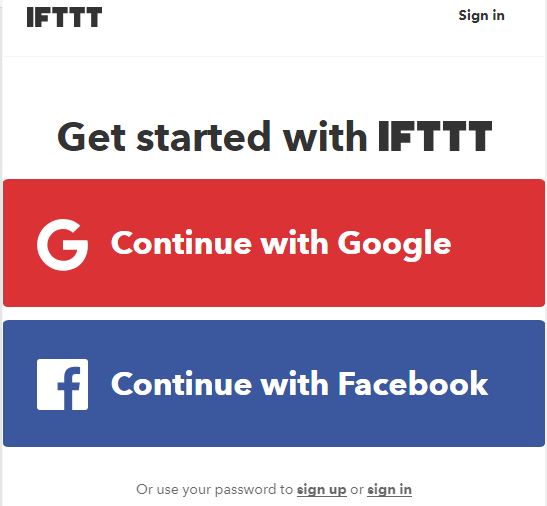 IFTTT
Sign in
Get started with IFTTT
Continue with Google
Continue with Facebook
Or use your password to sign up or sign in